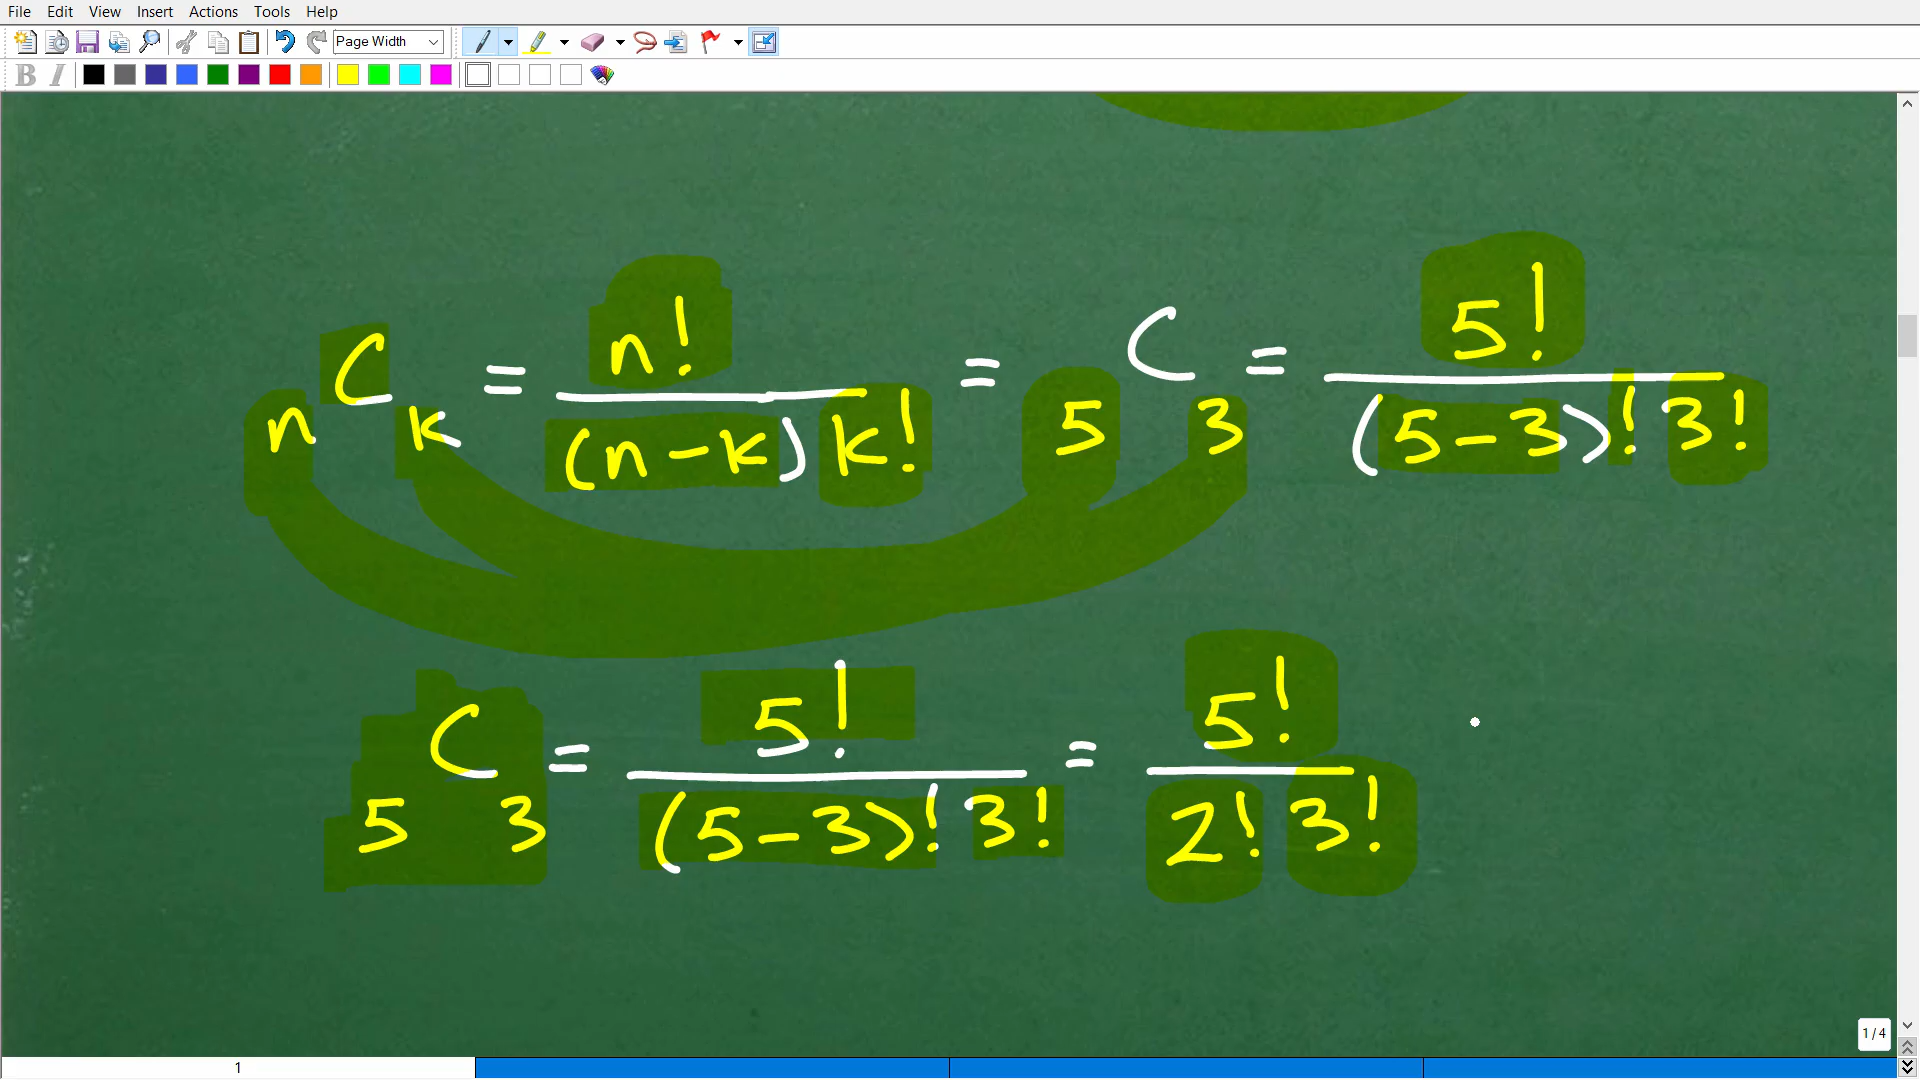 File Edit View Insert Actions Tools Help
Page Width
B I
nCk = n! / (n-k) k! = 5C3 = 5! / (5-3)! 3!
5C3 = 5! / (5-3)! 3! = 5! / 2! 3!
1 / 4
1